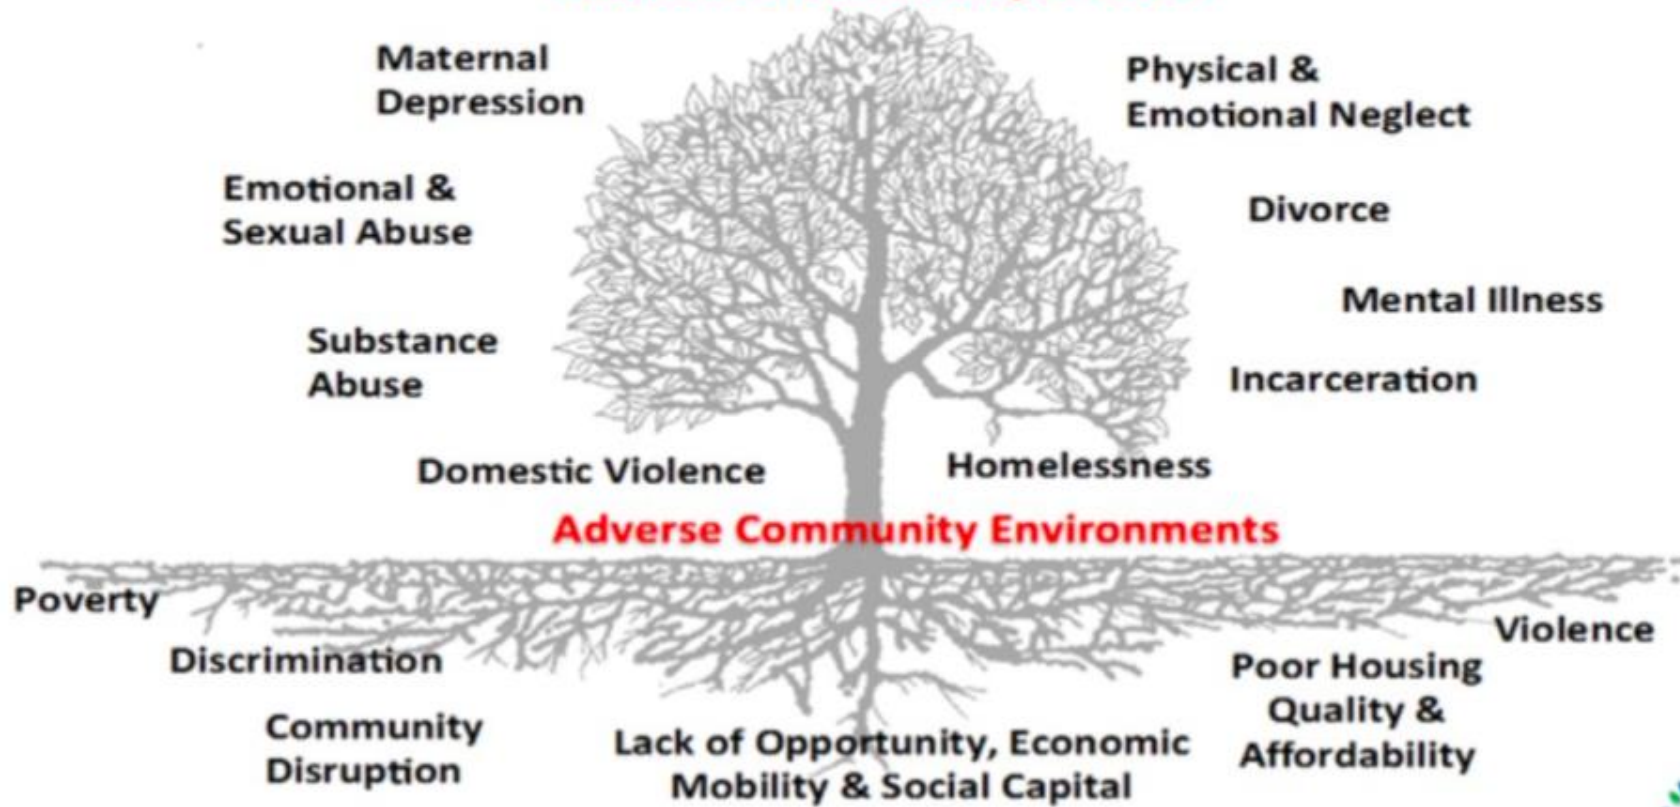 Maternal
Depression
Physical &
Emotional Neglect
Emotional &
Sexual Abuse
Divorce
Mental Illness
Substance
Abuse
Incarceration
Domestic Violence
Homelessness
Adverse Community Environments
Poverty
Violence
Discrimination
Poor Housing
Quality &
Affordability
Community
Disruption
Lack of Opportunity, Economic
Mobility & Social Capital